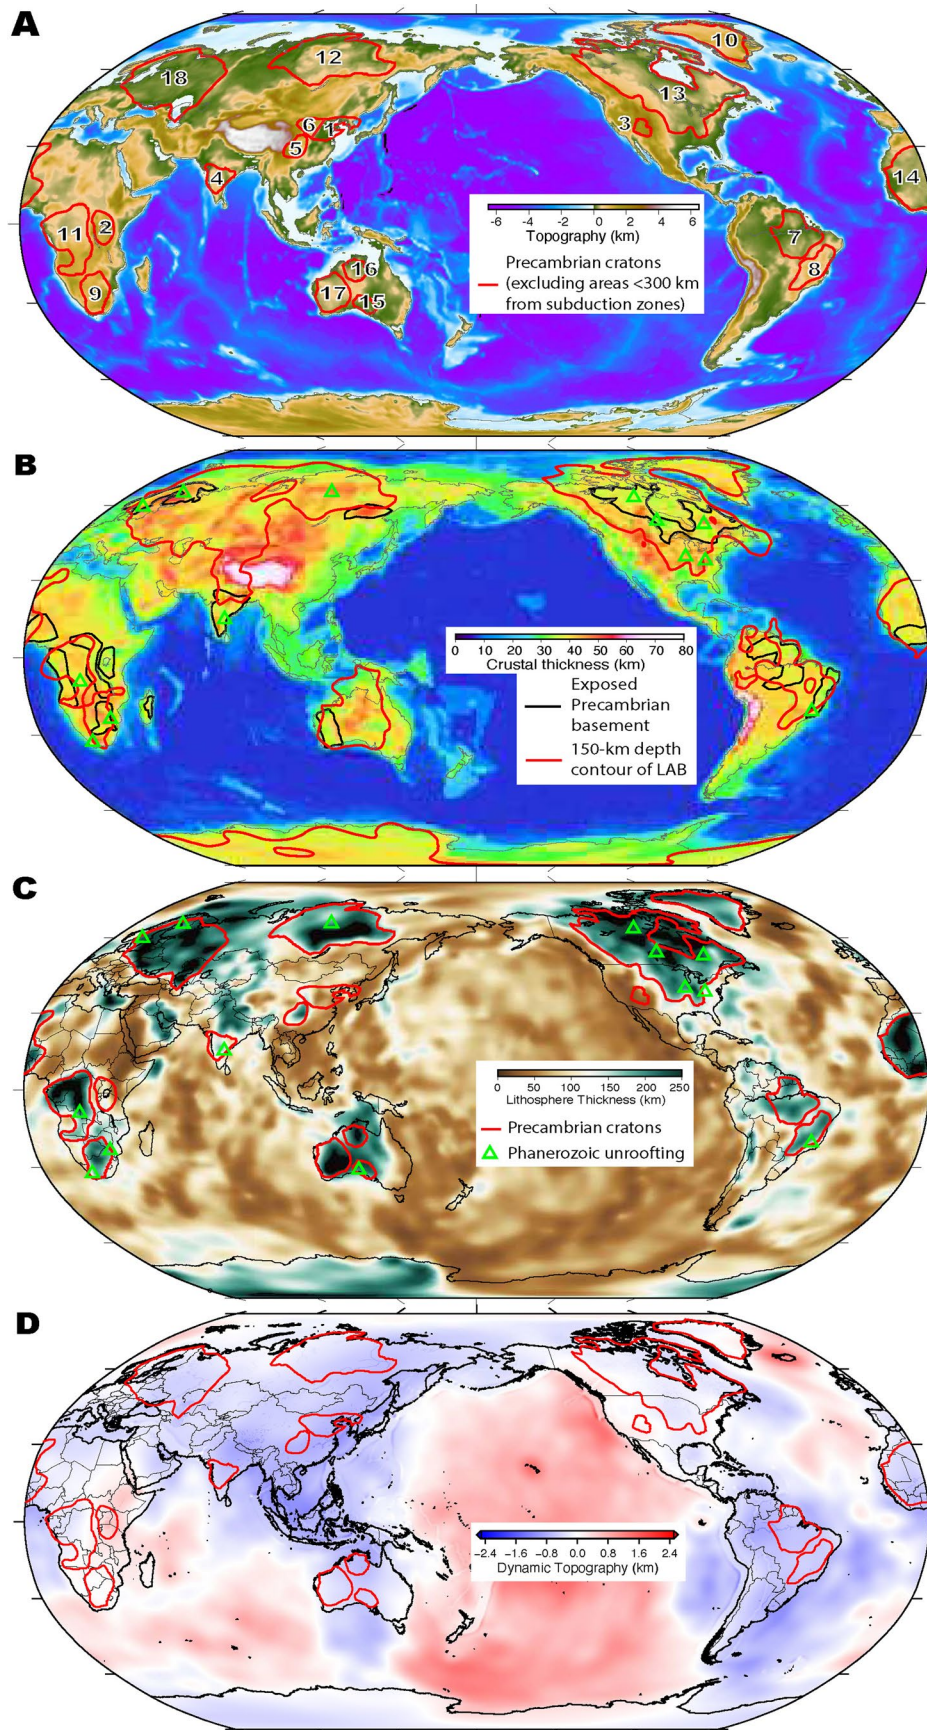 A
18
12
10
13
6
1
3
5
4
14
2
11
7
8
9
16
17
15
-6 -4 -2 0 2 4 6
Topography (km)
Precambrian cratons
(excluding areas <300 km
from subduction zones)
B
0 10 20 30 40 50 60 70 80
Crustal thickness (km)
Exposed
Precambrian
basement
150-km depth
contour of LAB
C
0 50 100 150 200 250
Lithosphere Thickness (km)
Precambrian cratons
Phanerozoic unroofting
D
−2.4 −1.6 −0.8 0.0 0.8 1.6 2.4
Dynamic Topography (km)